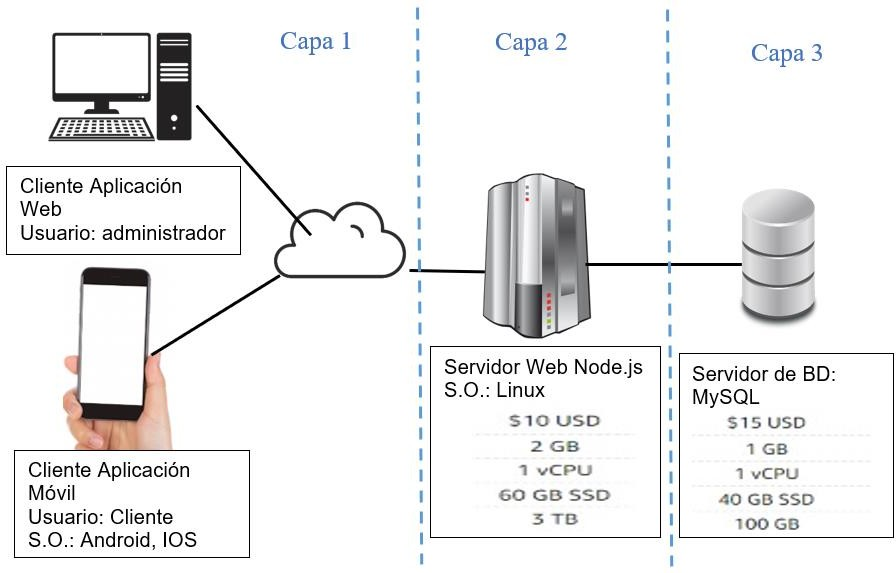 Capa 1
Capa 2
Capa 3
Cliente Aplicación
Web
Usuario: administrador
Cliente Aplicación
Móvil
Usuario: Cliente
S.O.: Android, IOS
Servidor Web Node.js
S.O.: Linux
$10 USD
2 GB
1 vCPU
60 GB SSD
3 TB
Servidor de BD:
MySQL
$15 USD
1 GB
1 vCPU
40 GB SSD
100 GB